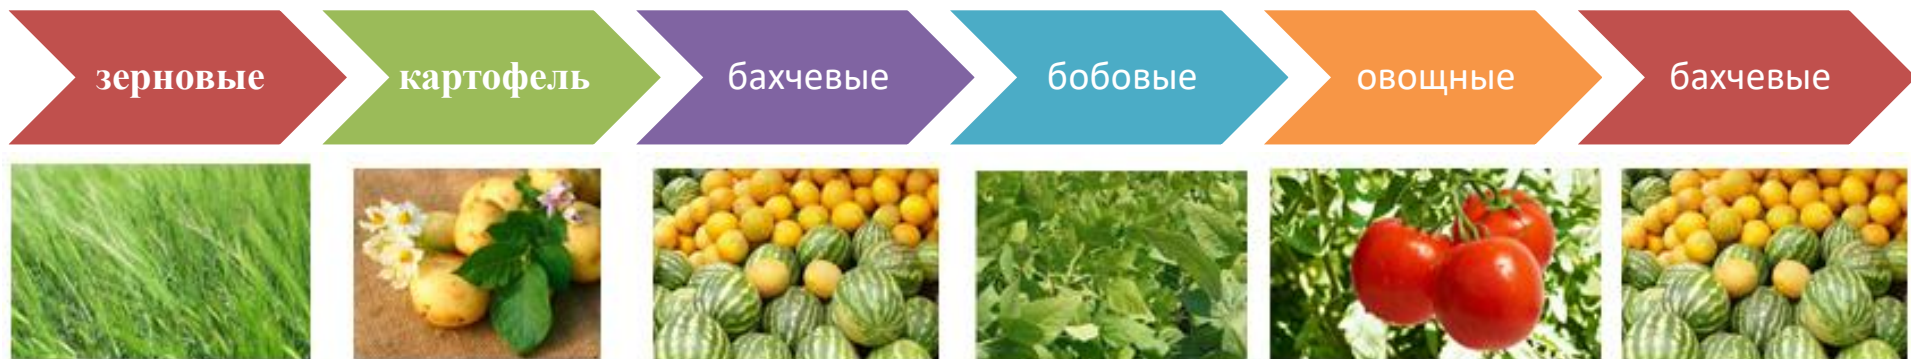 зерновые
картофель
бахчевые
бобовые
овощные
бахчевые